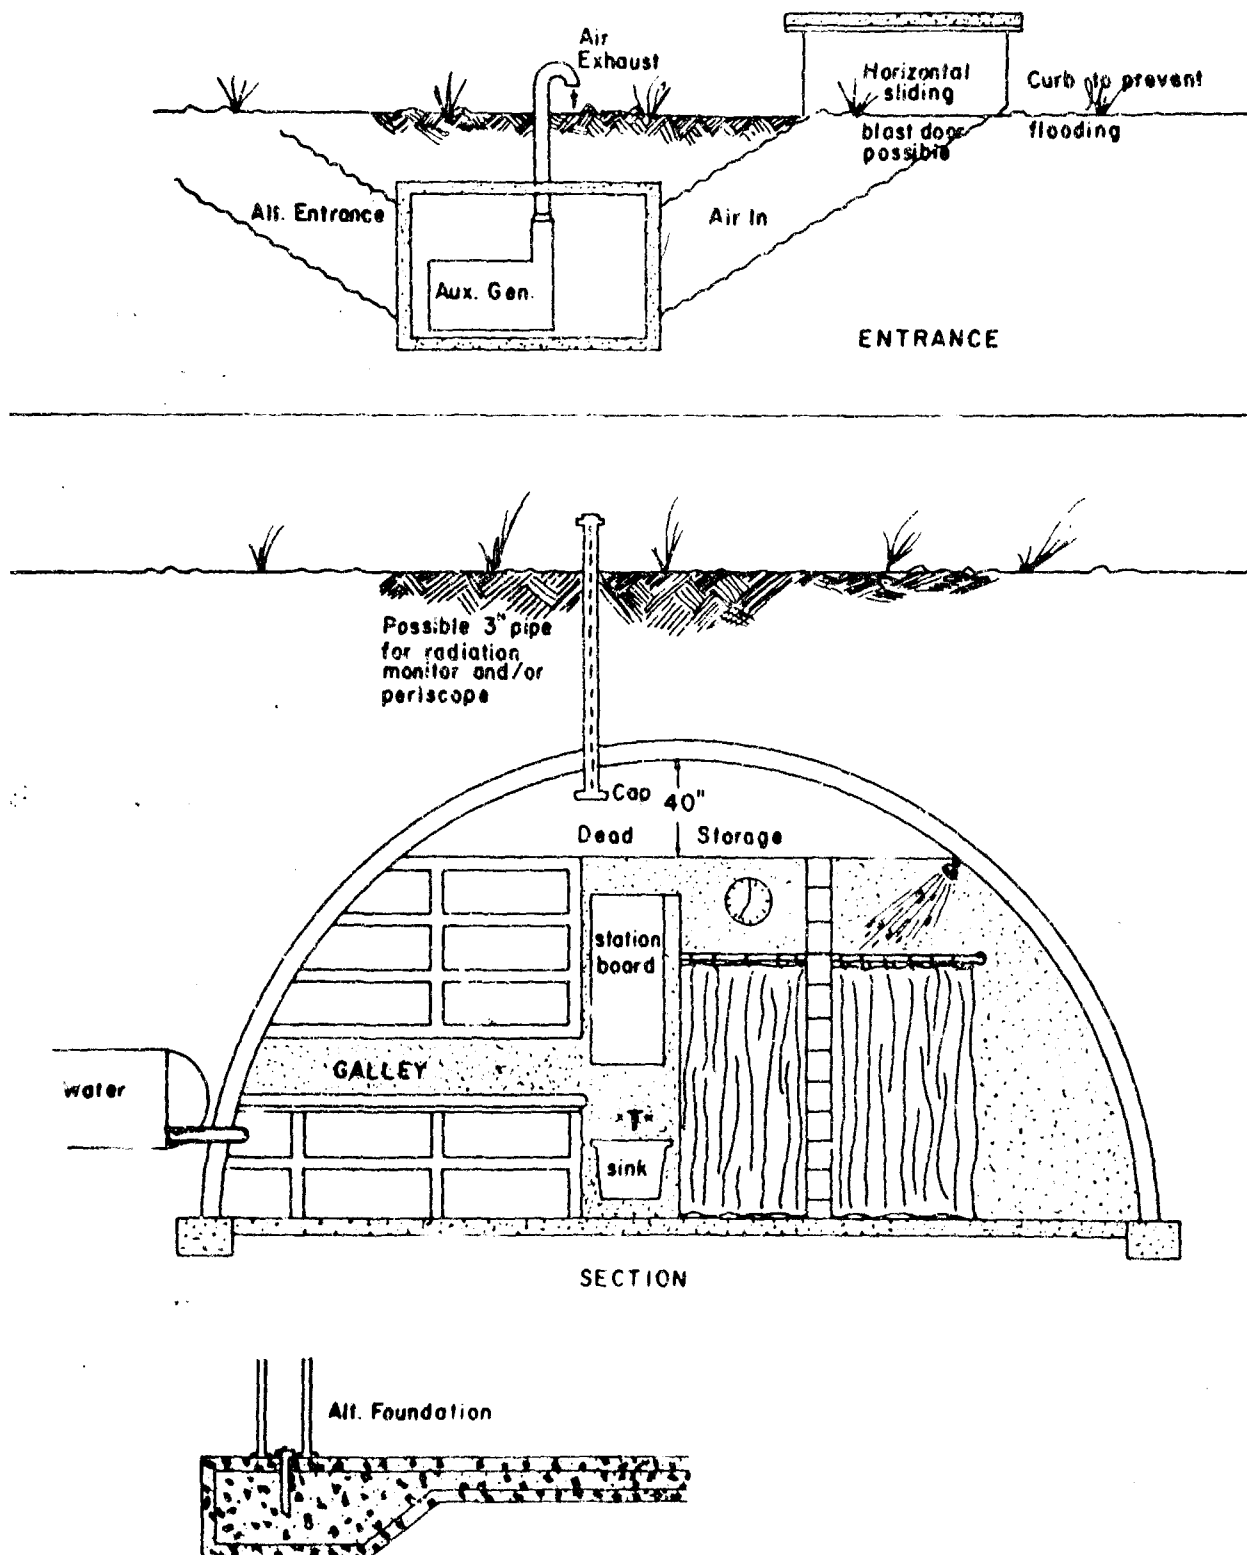 Air
Exhaust
Horizontal
sliding
blast door
possible
Curb to prevent
flooding
Alt. Entrance
Air In
Aux. Gen.
ENTRANCE
Possible 3" pipe
for radiation
monitor and/or
periscope
Cap 40"
Dead Storage
station
board
GALLEY
water
sink
SECTION
Alt. Foundation